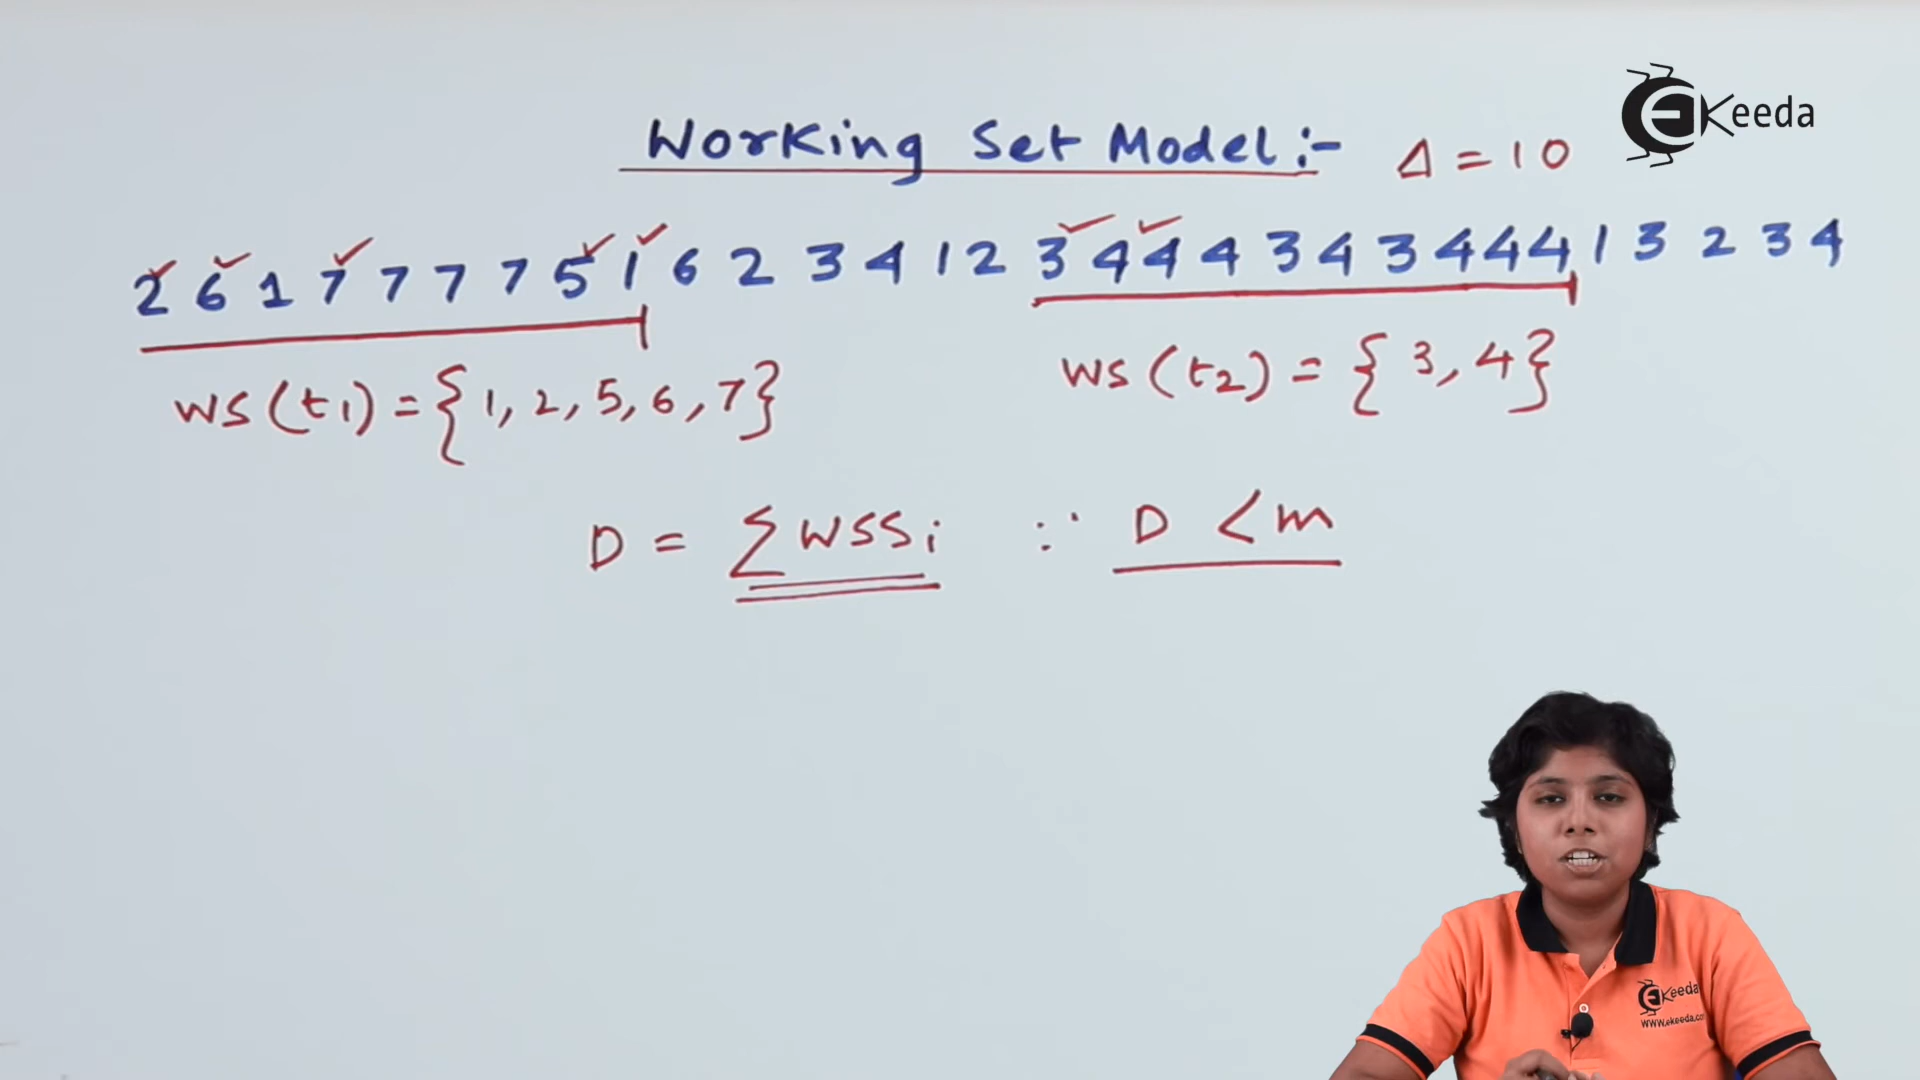 EKeeda
Working Set Model:- Δ = 10
2 6 1 7 7 7 7 5 1 6 2 3 4 1 2 3 4 4 4 3 4 3 4 4 4 1 3 2 3 4
WS (t1) = {1, 2, 5, 6, 7}
WS (t2) = {3, 4}
D = ΣWSSi ∵ D < m
EKeeda
www.ekeeda.com